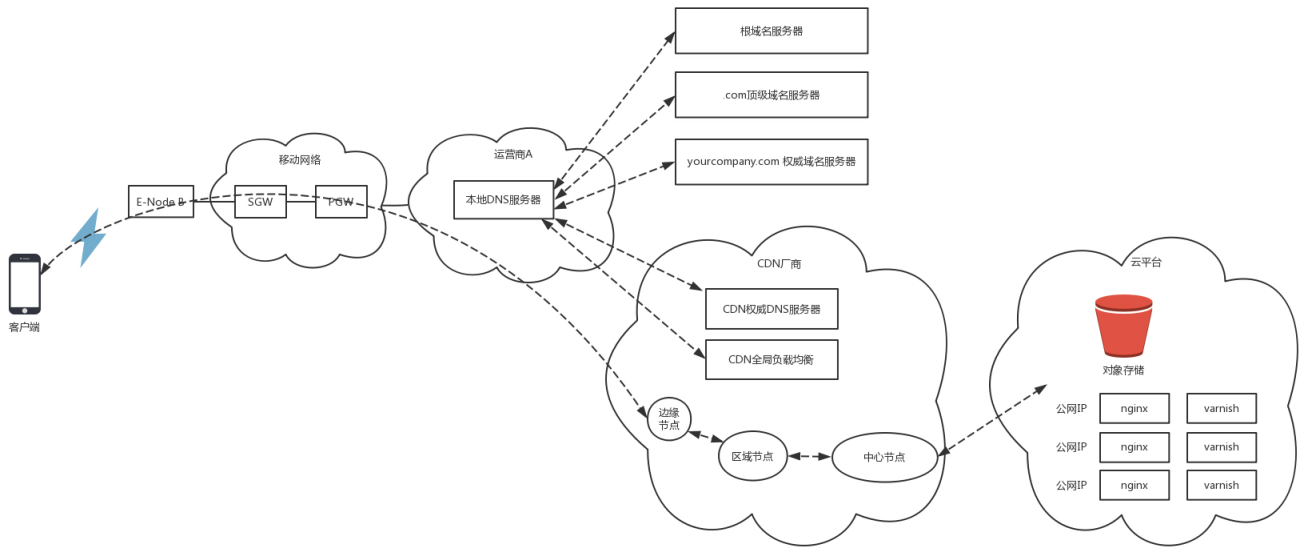 根域名服务器
.com顶级域名服务器
yourcompany.com 权威域名服务器
移动网络
运营商A
E-Node B
SGW
PGW
本地DNS服务器
客户端
CDN厂商
CDN权威DNS服务器
CDN全局负载均衡
边缘
节点
区域节点
中心节点
云平台
对象存储
公网IP
nginx
varnish
公网IP
nginx
varnish
公网IP
nginx
varnish